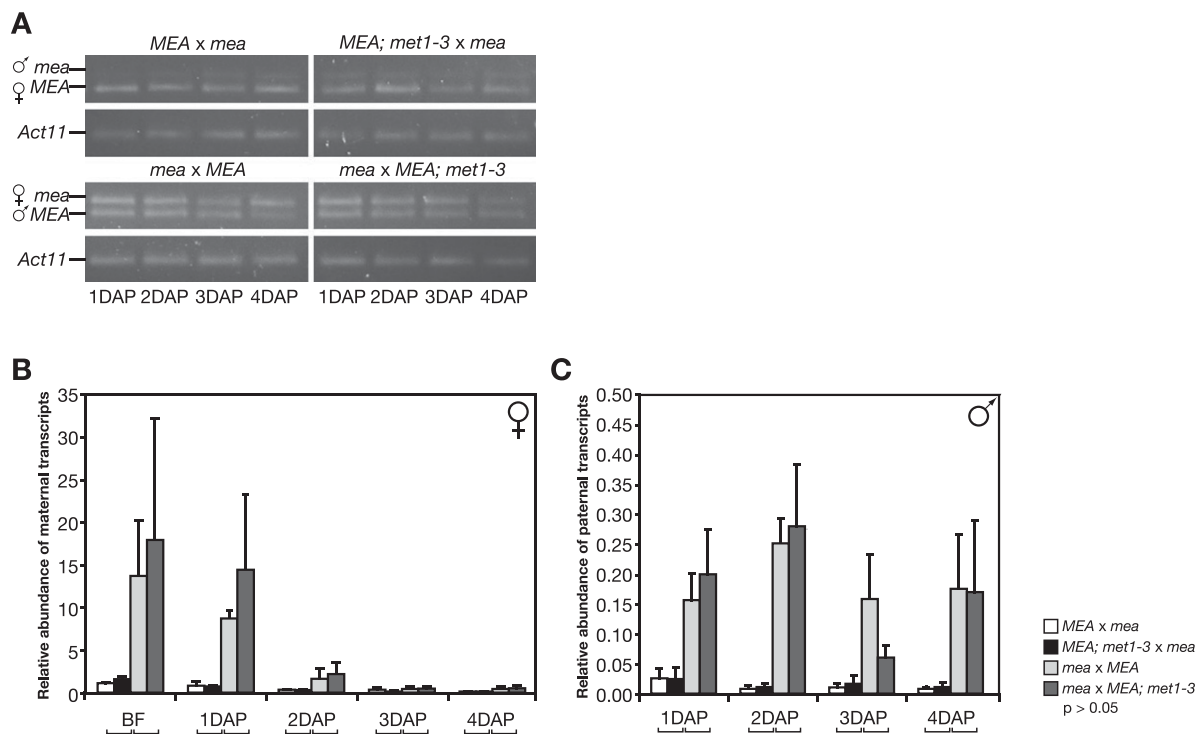 A
MEA x mea
MEA; met1-3 x mea
♂ mea
♀ MEA
Act11
mea x MEA
mea x MEA; met1-3
♀ mea
♂ MEA
Act11
1DAP 2DAP 3DAP 4DAP
1DAP 2DAP 3DAP 4DAP
B
Relative abundance of maternal transcripts
35
30
25
20
15
10
5
0
♀
BF 1DAP 2DAP 3DAP 4DAP
C
Relative abundance of paternal transcripts
0.50
0.45
0.40
0.35
0.30
0.25
0.20
0.15
0.10
0.05
0.00
♂
1DAP 2DAP 3DAP 4DAP
MEA x mea
MEA; met1-3 x mea
mea x MEA
mea x MEA; met1-3
p > 0.05